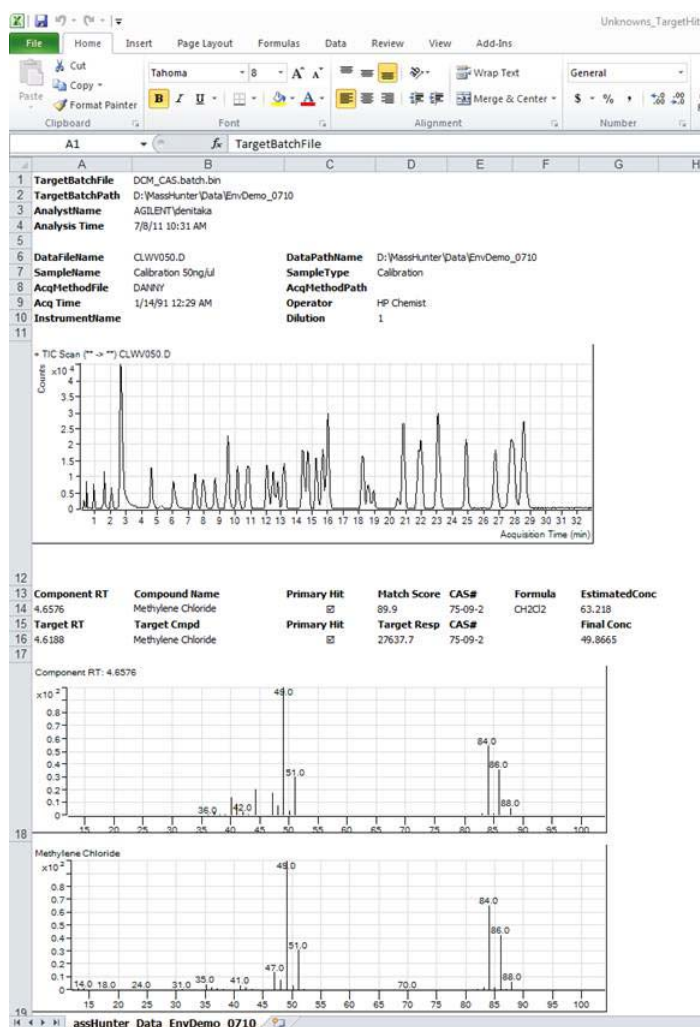 Unknowns_TargetHit
File Home Insert Page Layout Formulas Data Review View Add-Ins
Paste
Cut
Copy
Format Painter
Clipboard
Tahoma 8 A A
B I U A
Font
Wrap Text
Merge & Center
Alignment
General
$ % ,
Number
A1 fx TargetBatchFile
A B C D E F G H
1 TargetBatchFile DCM_CAS.batch.bin
2 TargetBatchPath D:\MassHunter\Data\EnvDemo_0710
3 AnalystName AGILENT\denitaka
4 Analysis Time 7/8/11 10:31 AM
5
6 DataFileName CLWV050.D DataPathName D:\MassHunter\Data\EnvDemo_0710
7 SampleName Calibration 50ng/ul SampleType Calibration
8 AcqMethodFile DANNY AcqMethodPath
9 Acq Time 1/14/91 12:29 AM Operator HP Chemist
10 InstrumentName Dilution 1
11
+ TIC Scan (** -> **) CLWV050.D
Counts
x10 4
4
3.5
3
2.5
2
1.5
1
0.5
0
1 2 3 4 5 6 7 8 9 10 11 12 13 14 15 16 17 18 19 20 21 22 23 24 25 26 27 28 29 30 31 32
Acquisition Time (min)
12
13 Component RT Compound Name Primary Hit Match Score CAS# Formula EstimatedConc
14 4.6576 Methylene Chloride ☑ 89.9 75-09-2 CH2Cl2 63.218
15 Target RT Target Cmpd Primary Hit Target Resp CAS# Final Conc
16 4.6188 Methylene Chloride ☑ 27637.7 75-09-2 49.8665
17
Component RT: 4.6576
x10 2
0.8
0.7
0.6
0.5
0.4
0.3
0.2
0.1
0
36.0 42.0 49.0 51.0 84.0 86.0 88.0
15 20 25 30 35 40 45 50 55 60 65 70 75 80 85 90 95 100
18
Methylene Chloride
x10 2
0.8
0.7
0.6
0.5
0.4
0.3
0.2
0.1
0
14.0 18.0 24.0 31.0 35.0 41.0 47.0 49.0 51.0 70.0 84.0 86.0 88.0
15 20 25 30 35 40 45 50 55 60 65 70 75 80 85 90 95 100
19
assHunter_Data_EnvDemo_0710